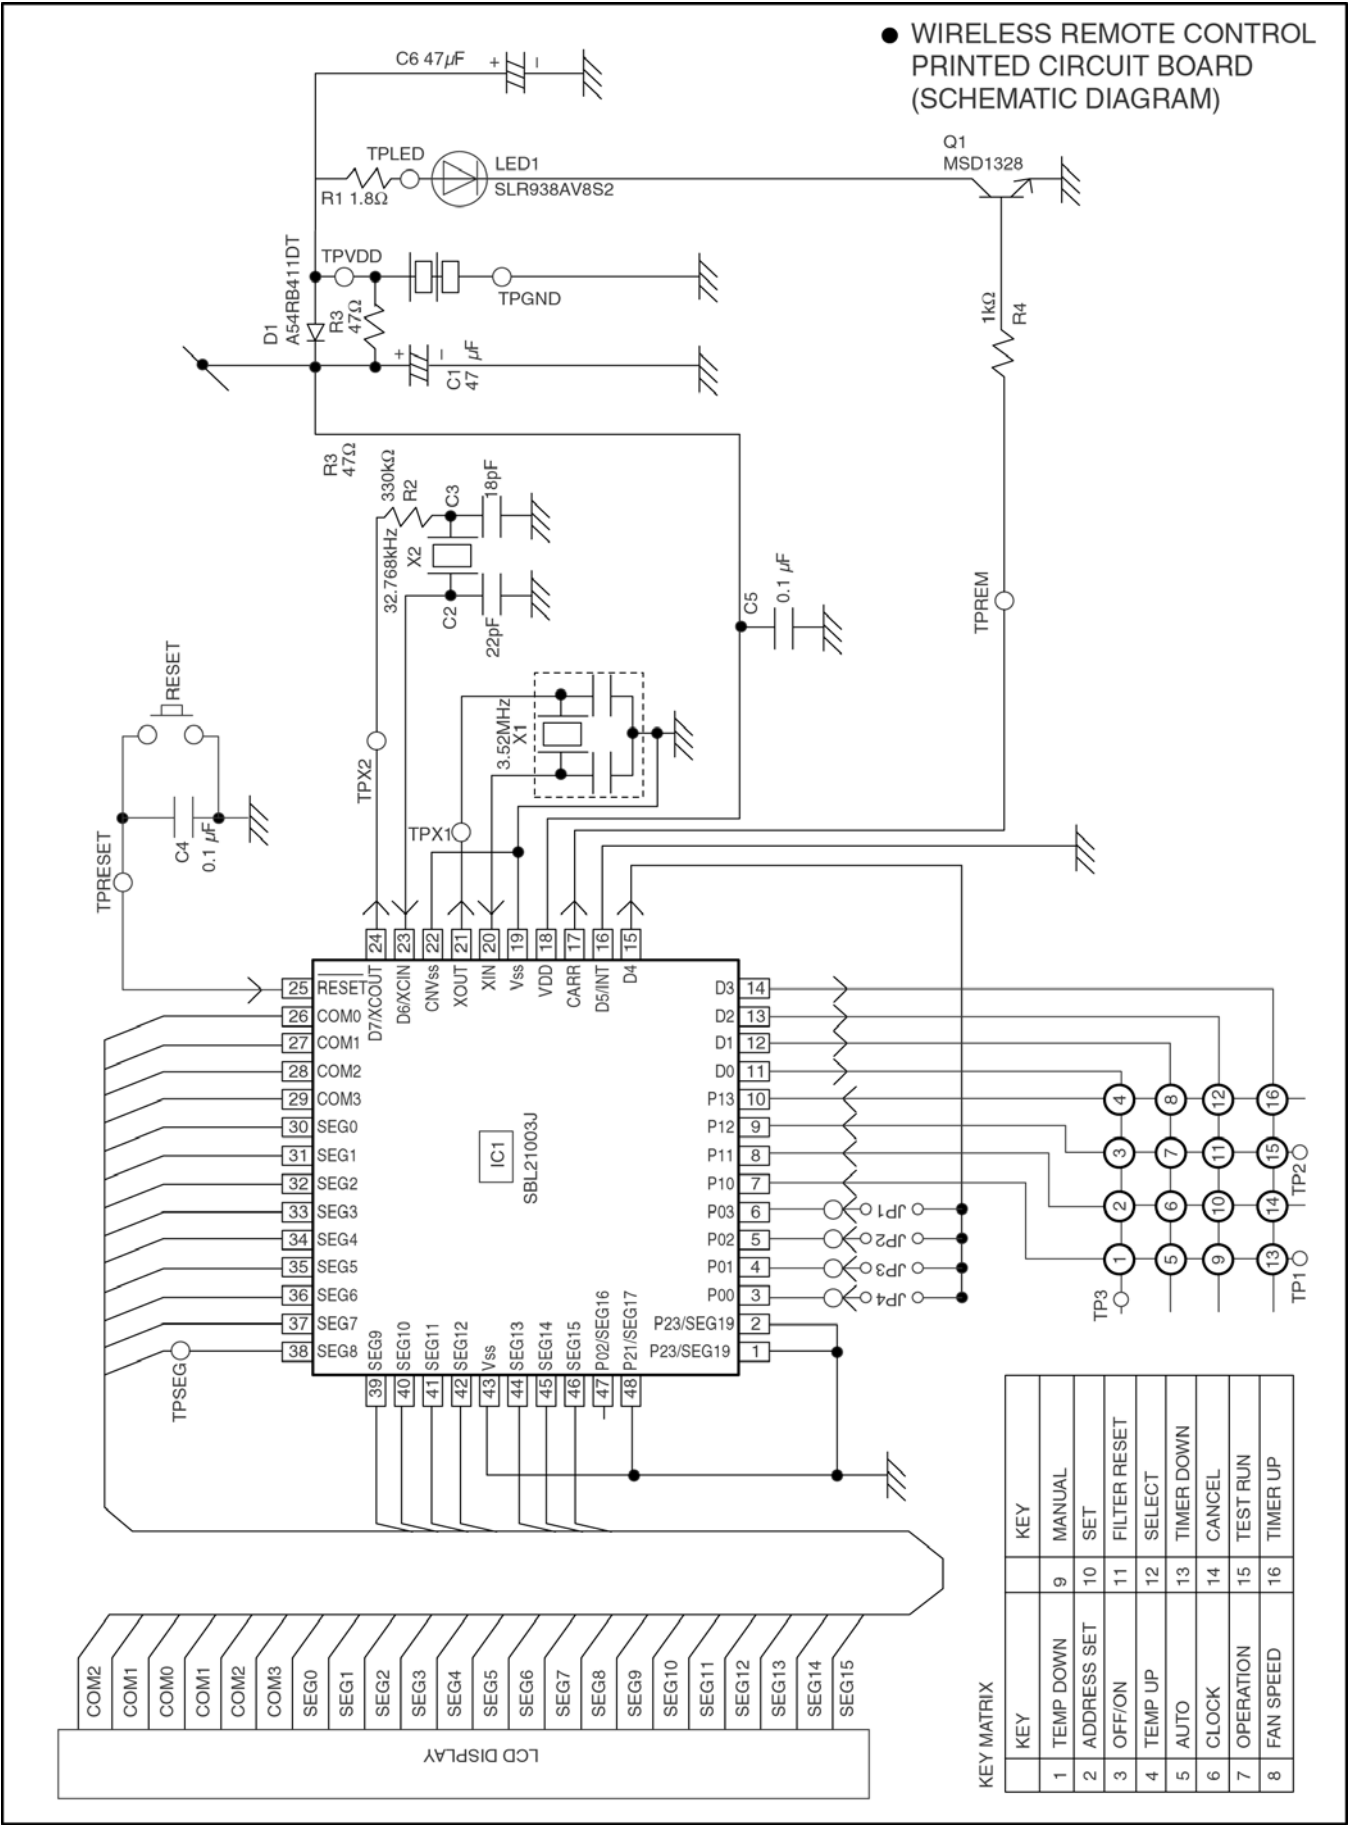 ● WIRELESS REMOTE CONTROL
PRINTED CIRCUIT BOARD
(SCHEMATIC DIAGRAM)
C6 47µF
+ −
TPLED
R1 1.8Ω
LED1
SLR938AV8S2
Q1
MSD1328
D1
A54RB411DT
TPVDD
TPGND
R3
47Ω
+ −
C1
47 µF
1kΩ
R4
R3
47Ω
330kΩ
R2
C3
18pF
32.768kHz
X2
C2
22pF
C5
0.1 µF
TPREM
RESET
TPX2
3.52MHz
X1
TPX1
C4
0.1 µF
TPRESET
24 D7/XCOUT
23 D6/XCIN
22 CNVss
21 XOUT
20 XIN
19 Vss
18 VDD
17 CARR
16 D5/INT
15 D4
25 RESET
26 COM0
27 COM1
28 COM2
29 COM3
30 SEG0
31 SEG1
32 SEG2
33 SEG3
34 SEG4
35 SEG5
36 SEG6
37 SEG7
38 SEG8
IC1
SBL21003J
D3 14
D2 13
D1 12
D0 11
P13 10
P12 9
P11 8
P10 7
P03 6
P02 5
P01 4
P00 3
P23/SEG19 2
P23/SEG19 1
JP1
JP2
JP3
JP4
4 8 12 16
3 7 11 15
2 6 10 14
1 5 9 13
TP2
TP1
TP3
TPSEG
39 SEG9
40 SEG10
41 SEG11
42 SEG12
43 Vss
44 SEG13
45 SEG14
46 SEG15
47 P02/SEG16
48 P21/SEG17
COM2
COM1
COM0
COM1
COM2
COM3
SEG0
SEG1
SEG2
SEG3
SEG4
SEG5
SEG6
SEG7
SEG8
SEG9
SEG10
SEG11
SEG12
SEG13
SEG14
SEG15
LCD DISPLAY
KEY MATRIX
KEY KEY
1 TEMP DOWN 9 MANUAL
2 ADDRESS SET 10 SET
3 OFF/ON 11 FILTER RESET
4 TEMP UP 12 SELECT
5 AUTO 13 TIMER DOWN
6 CLOCK 14 CANCEL
7 OPERATION 15 TEST RUN
8 FAN SPEED 16 TIMER UP